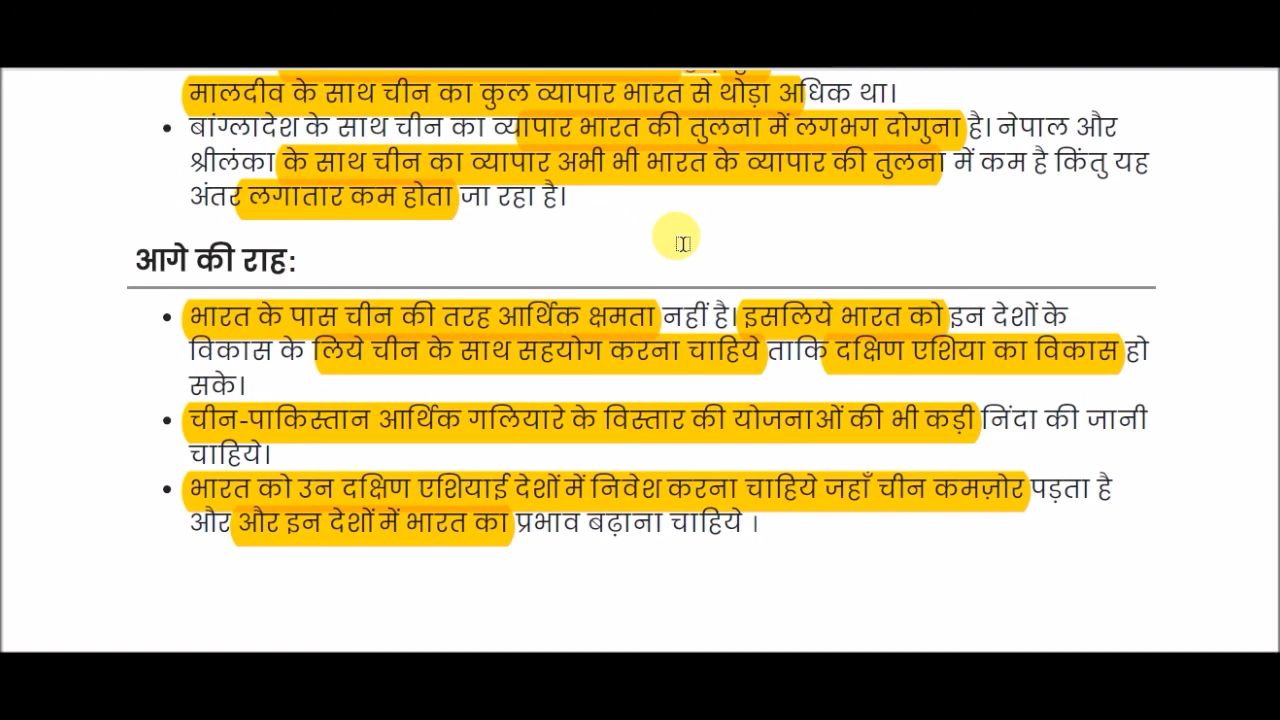 मालदीव के साथ चीन का कुल व्यापार भारत से थोड़ा अधिक था।
• बांग्लादेश के साथ चीन का व्यापार भारत की तुलना में लगभग दोगुना है। नेपाल और
श्रीलंका के साथ चीन का व्यापार अभी भी भारत के व्यापार की तुलना में कम है किंतु यह
अंतर लगातार कम होता जा रहा है।
आगे की राह:
• भारत के पास चीन की तरह आर्थिक क्षमता नहीं है। इसलिये भारत को इन देशों के
विकास के लिये चीन के साथ सहयोग करना चाहिये ताकि दक्षिण एशिया का विकास हो
सके।
• चीन-पाकिस्तान आर्थिक गलियारे के विस्तार की योजनाओं की भी कड़ी निंदा की जानी
चाहिये।
• भारत को उन दक्षिण एशियाई देशों में निवेश करना चाहिये जहाँ चीन कमज़ोर पड़ता है
और और इन देशों में भारत का प्रभाव बढ़ाना चाहिये ।